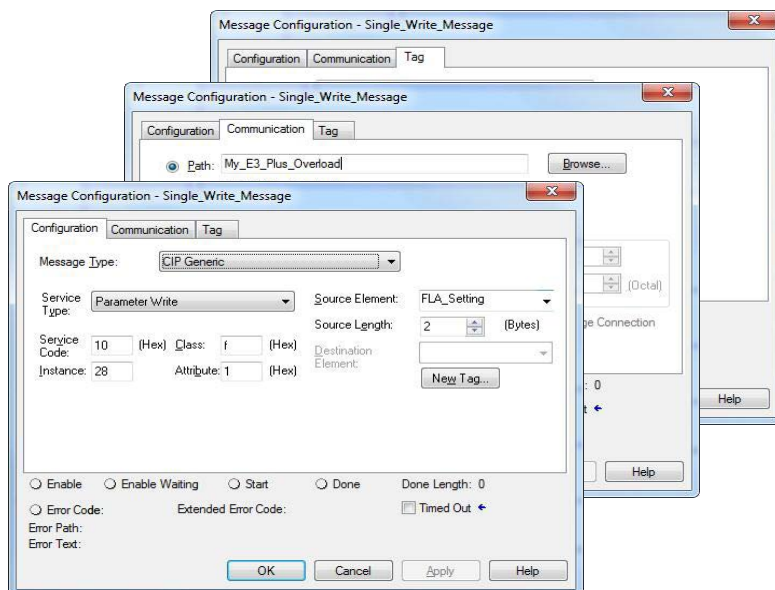 Message Configuration - Single_Write_Message
Configuration Communication Tag
Help
Message Configuration - Single_Write_Message
Configuration Communication Tag
Path: My_E3_Plus_Overload Browse...
(Octal)
Connection
: 0
Help
Message Configuration - Single_Write_Message
Configuration Communication Tag
Message Type: CIP Generic
Service Type: Parameter Write Source Element: FLA_Setting
Source Length: 2 (Bytes)
Service Code: 10 (Hex) Class: f (Hex) Destination Element:
Instance: 28 Attribute: 1 (Hex) New Tag...
Enable Enable Waiting Start Done Done Length: 0
Error Code: Extended Error Code: Timed Out
Error Path:
Error Text:
OK Cancel Apply Help